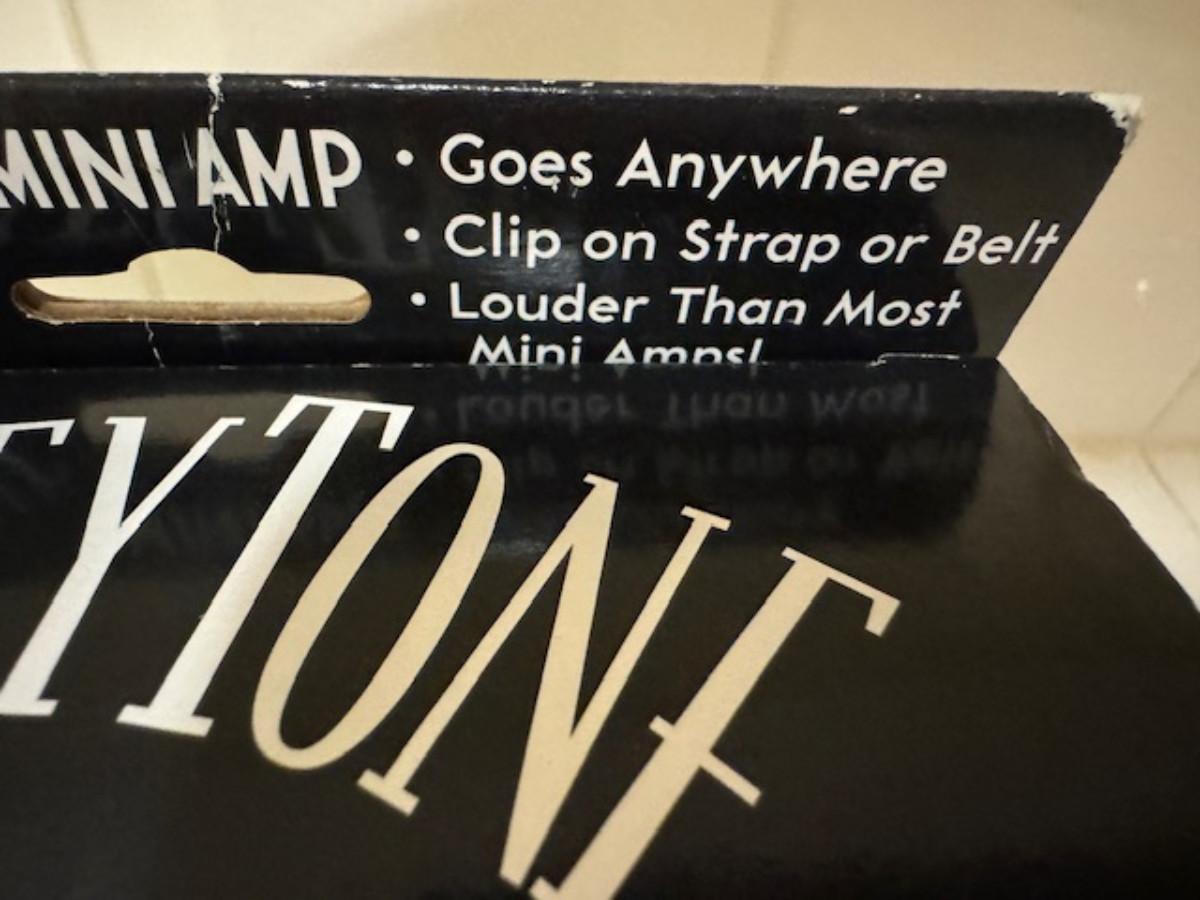 MINI AMP
• Goes Anywhere
• Clip on Strap or Belt
• Louder Than Most
Mini Amps!
YTONE